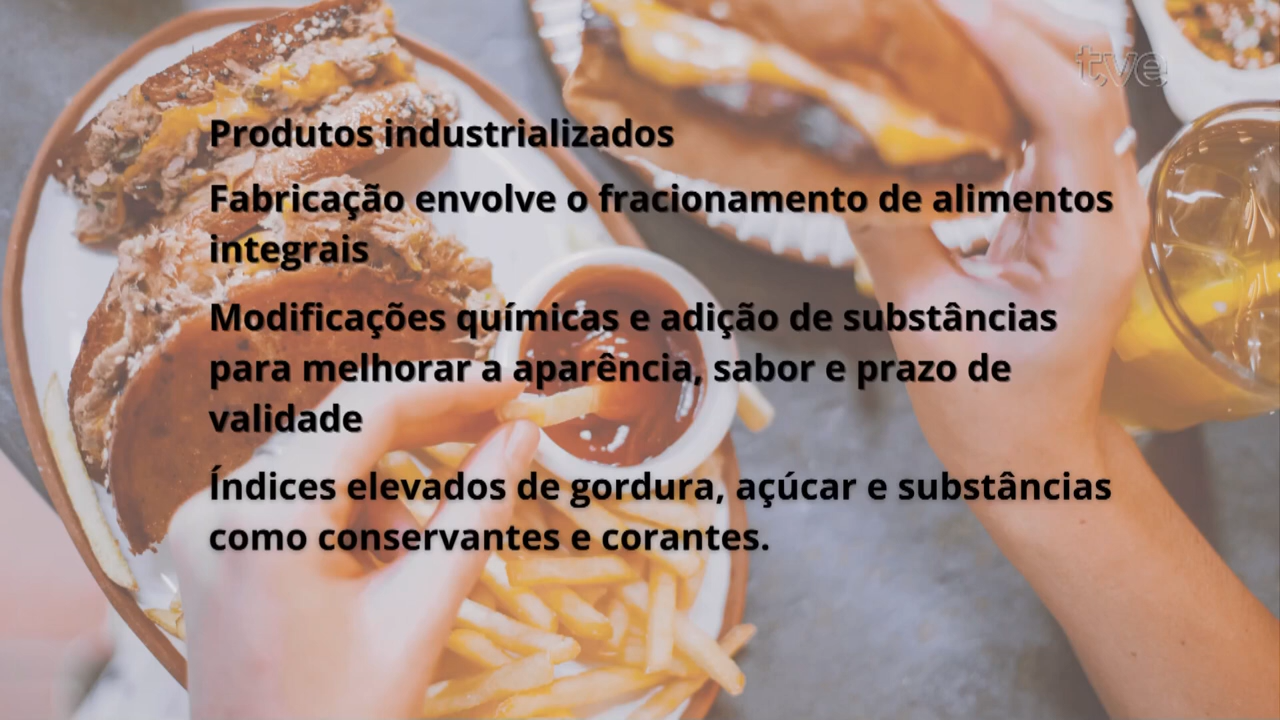 tve
Produtos industrializados
Fabricação envolve o fracionamento de alimentos
integrais
Modificações químicas e adição de substâncias
para melhorar a aparência, sabor e prazo de
validade
Índices elevados de gordura, açúcar e substâncias
como conservantes e corantes.